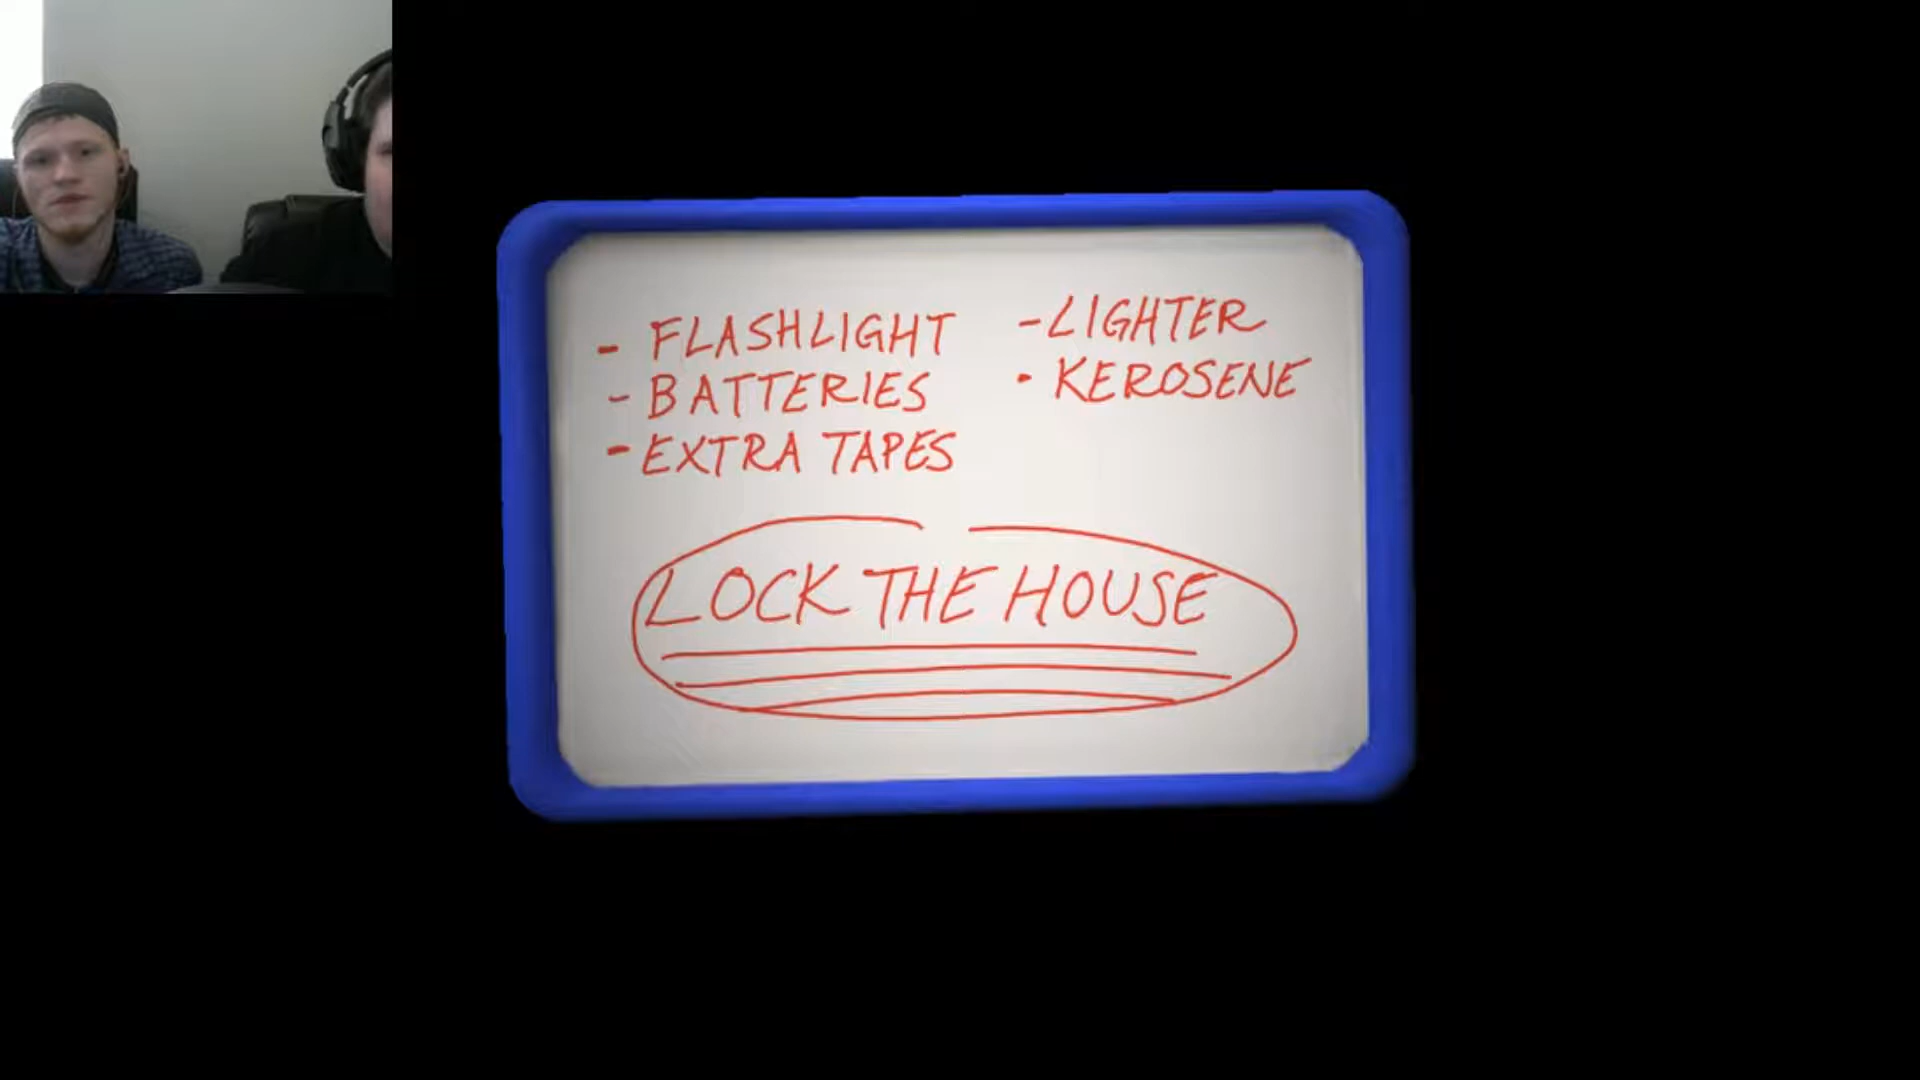 - FLASHLIGHT
- BATTERIES
- EXTRA TAPES
- LIGHTER
- KEROSENE
LOCK THE HOUSE